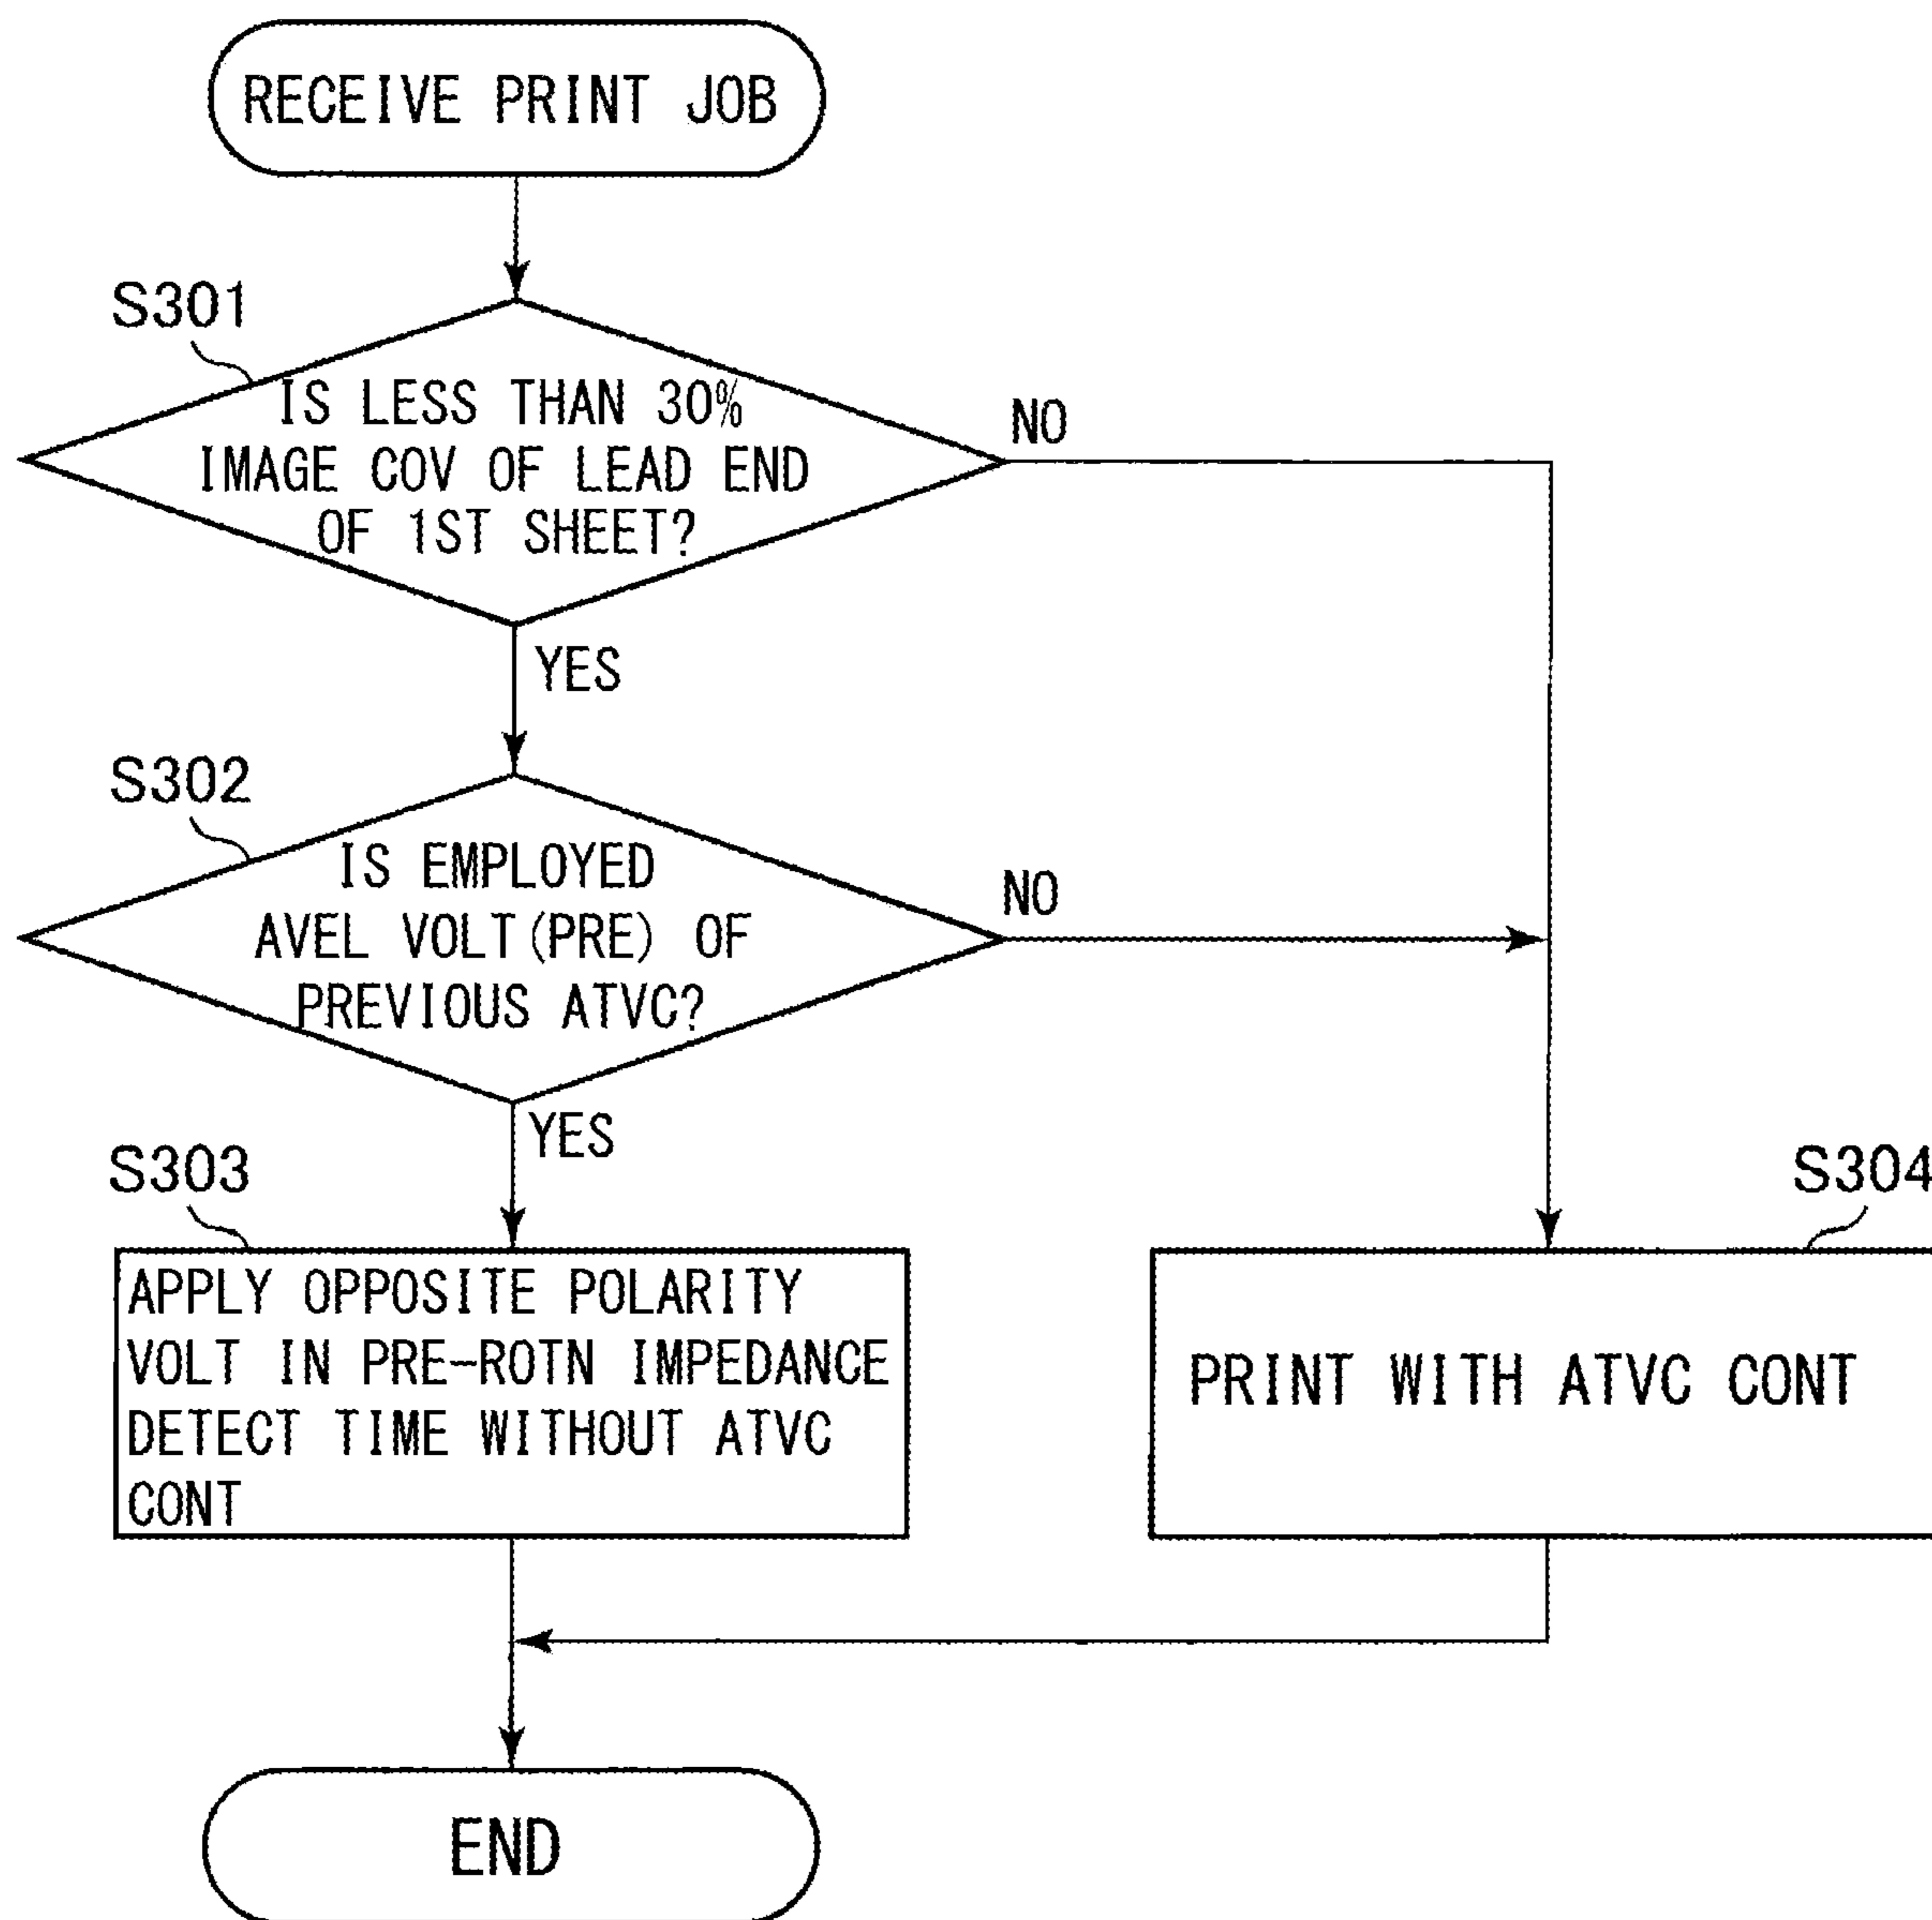 RECEIVE PRINT JOB
S301
IS LESS THAN 30%
IMAGE COV OF LEAD END
OF 1ST SHEET?
NO
YES
S302
IS EMPLOYED
AVEL VOLT(PRE) OF
PREVIOUS ATVC?
NO
YES
S303
APPLY OPPOSITE POLARITY
VOLT IN PRE-ROTN IMPEDANCE
DETECT TIME WITHOUT ATVC
CONT
S304
PRINT WITH ATVC CONT
END